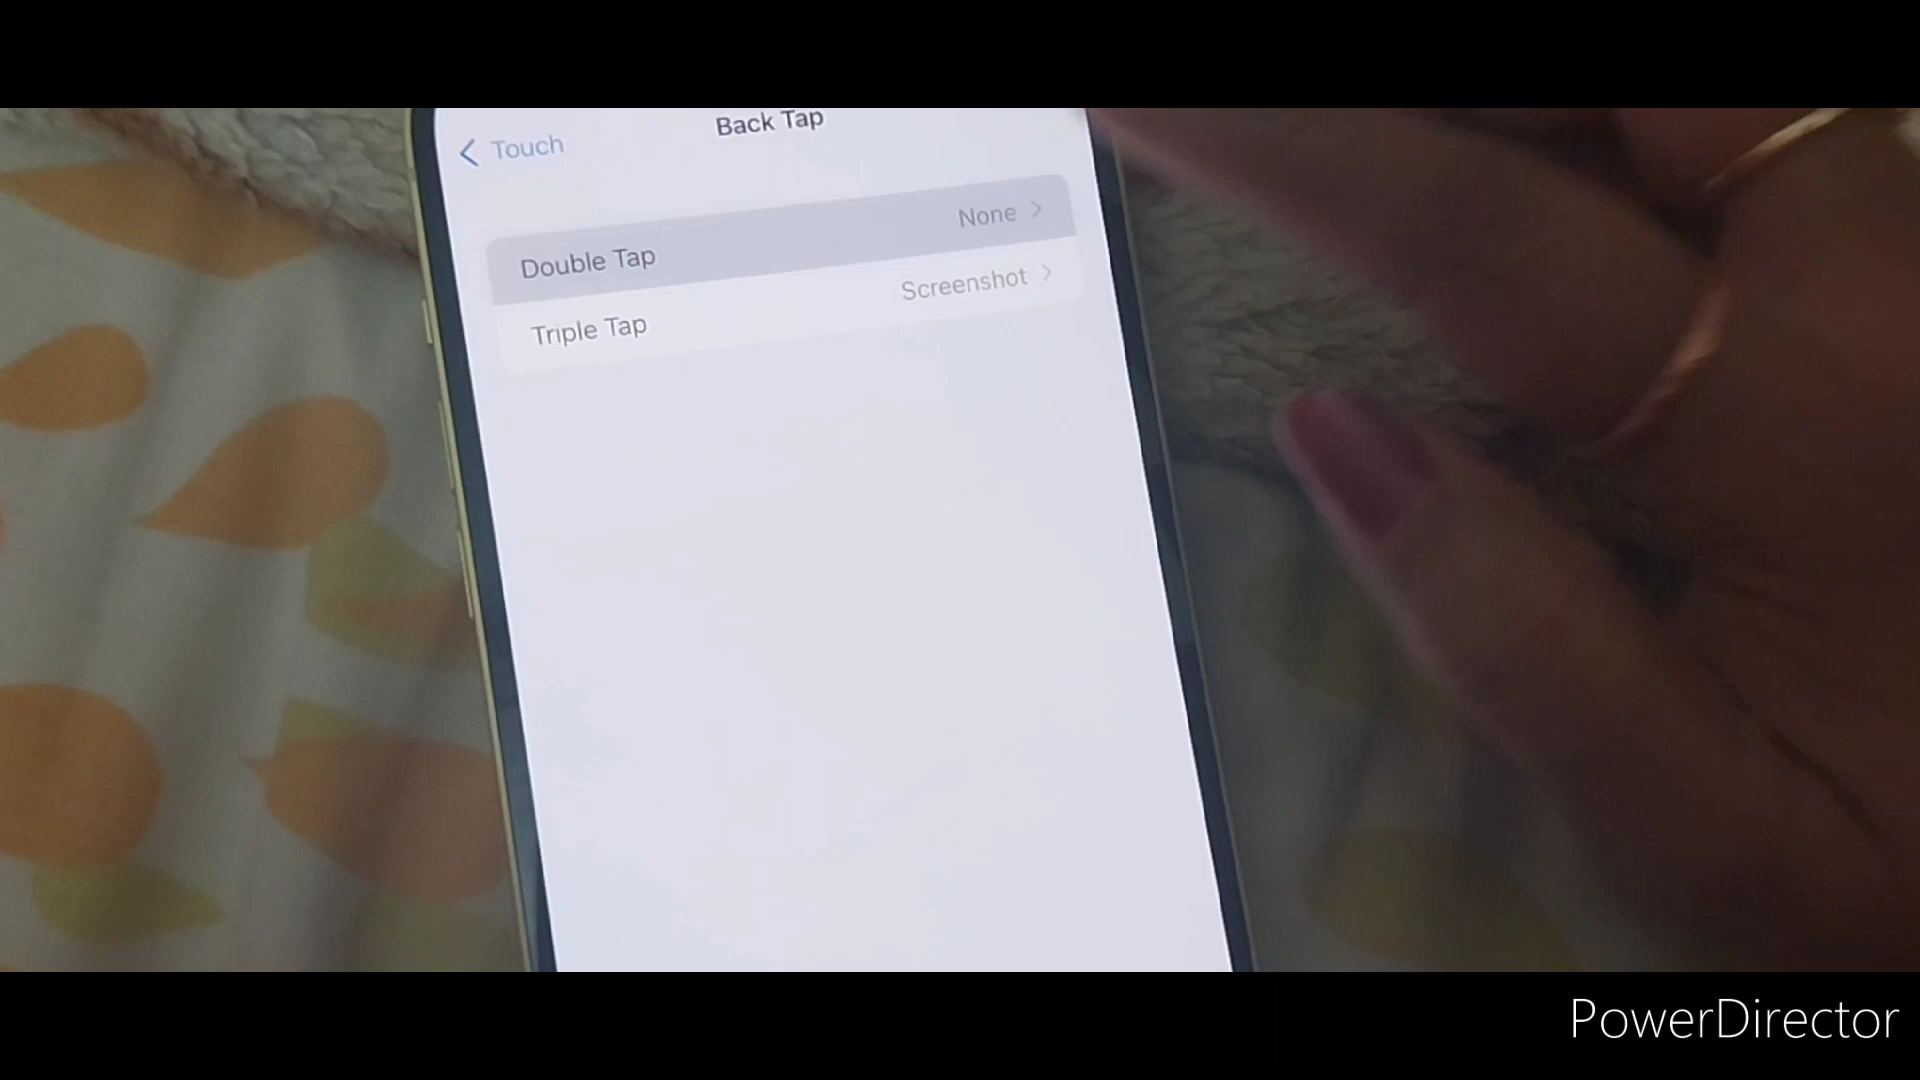 Back Tap
Touch
Double Tap None
Triple Tap Screenshot
PowerDirector